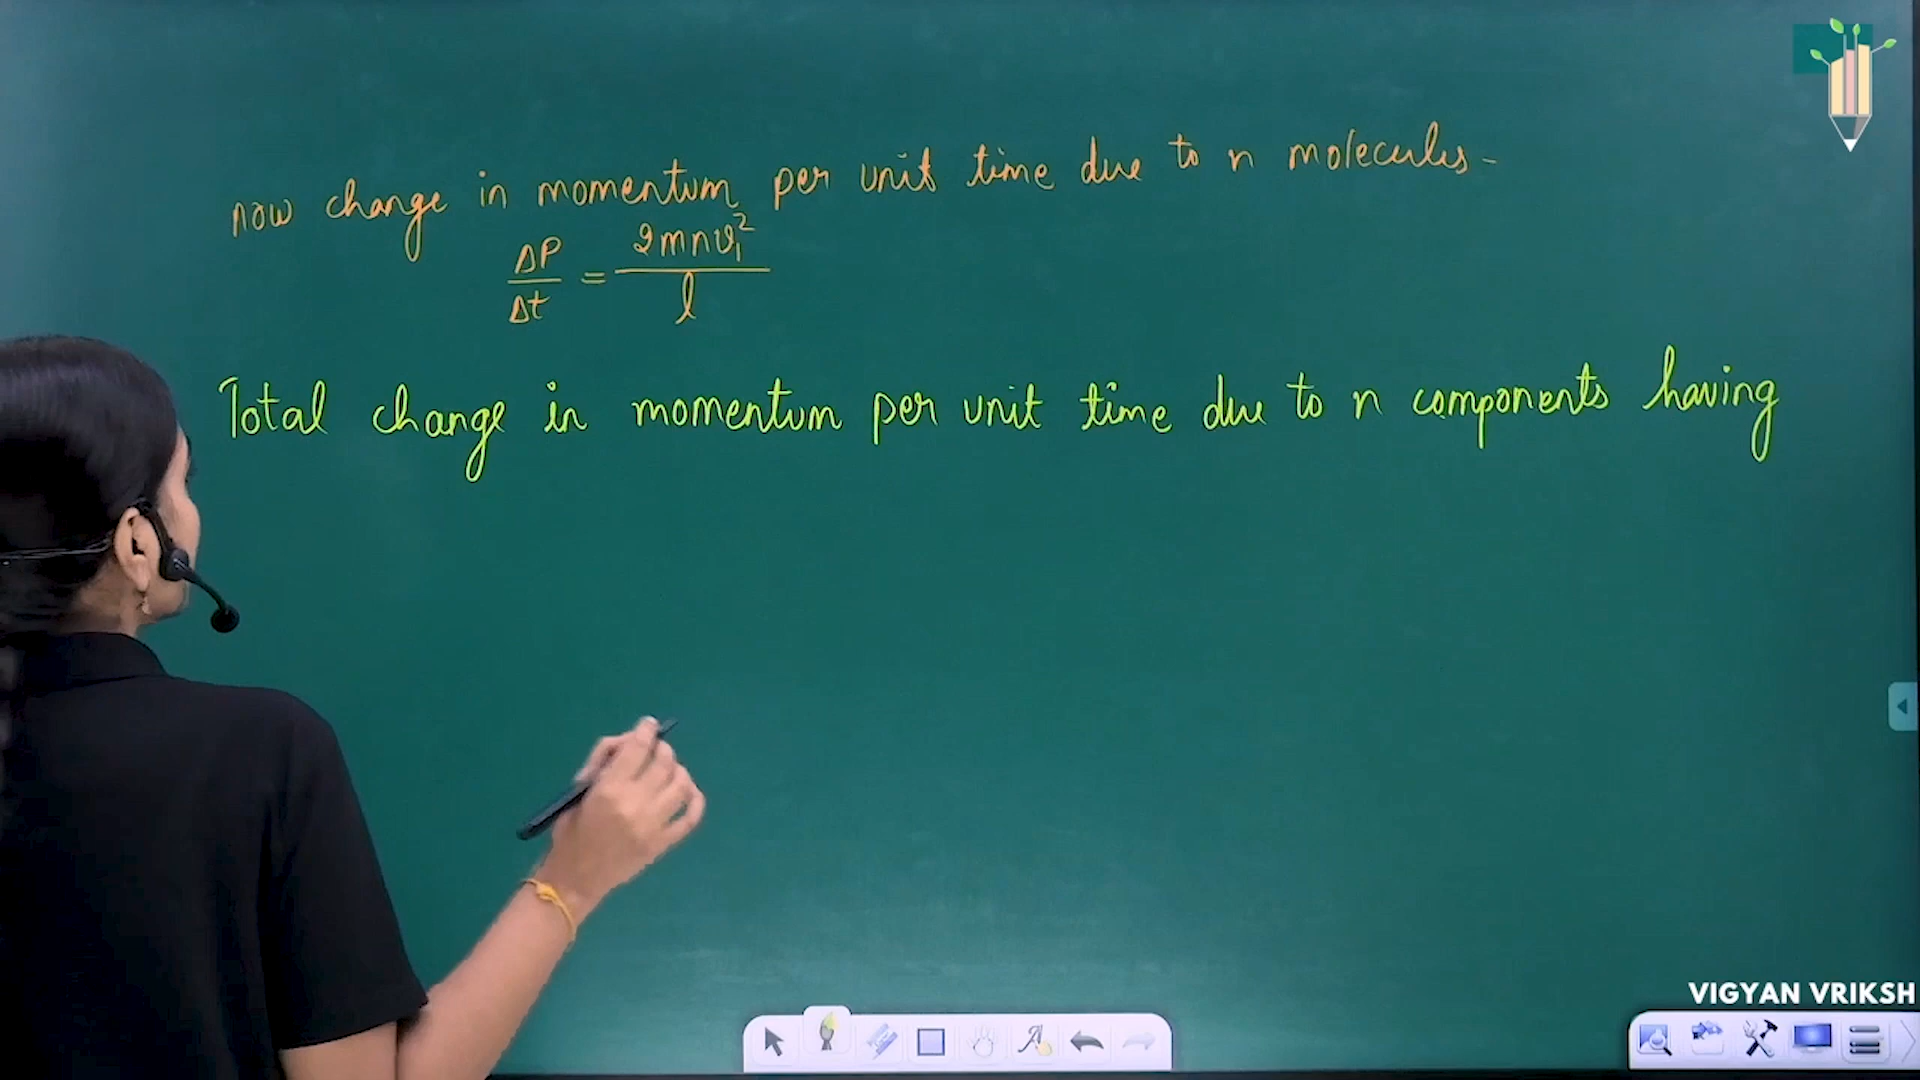 now change in momentum per unit time due to n molecules-
ΔP/Δt = 2mnv₁²/l
Total change in momentum per unit time due to n components having
VIGYAN VRIKSH